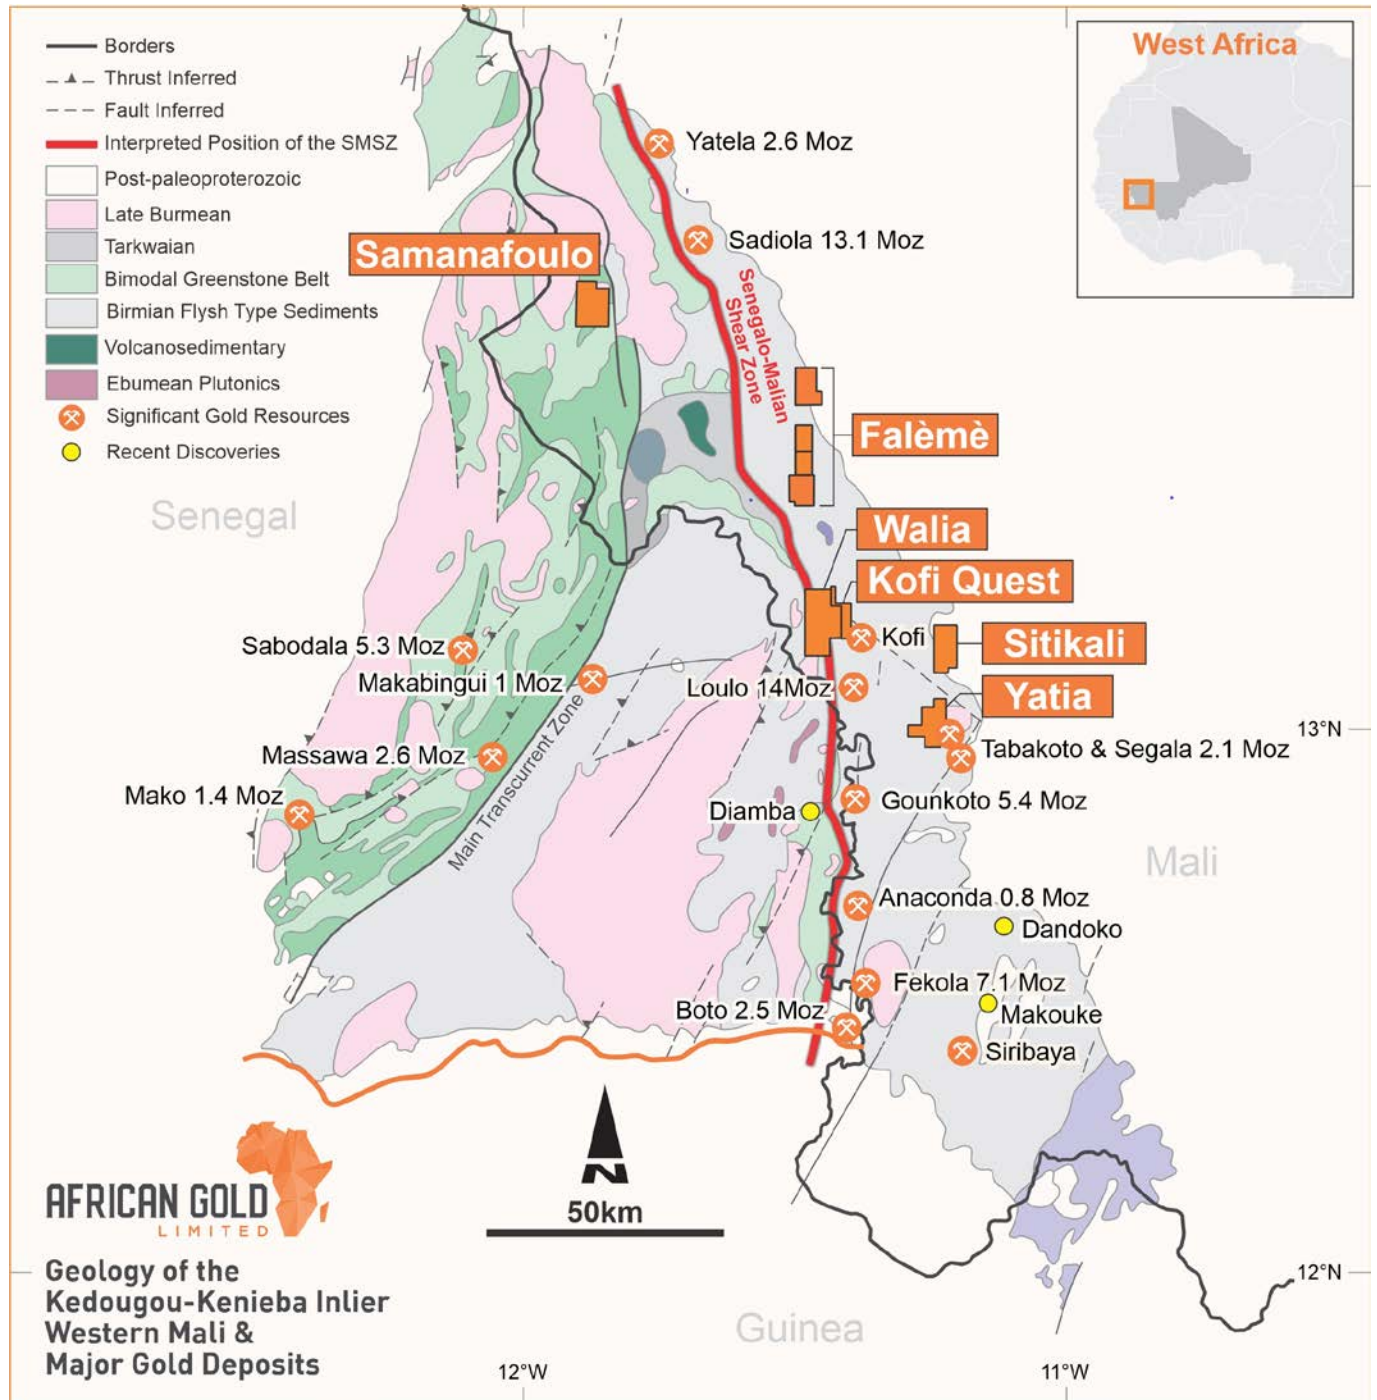 Borders
Thrust Inferred
Fault Inferred
Interpreted Position of the SMSZ
Post-paleoproterozoic
Late Burmean
Tarkwaian
Bimodal Greenstone Belt
Birmian Flysh Type Sediments
Volcanosedimentary
Ebumean Plutonics
Significant Gold Resources
Recent Discoveries
West Africa
Yatela 2.6 Moz
Sadiola 13.1 Moz
Samanafoulo
Senegalo-Malian
Shear Zone
Falèmè
Senegal
Walia
Kofi Quest
Kofi
Sitikali
Sabodala 5.3 Moz
Makabingui 1 Moz
Loulo 14Moz
Yatia
13°N
Massawa 2.6 Moz
Tabakoto & Segala 2.1 Moz
Mako 1.4 Moz
Main Transcurrent Zone
Diamba
Gounkoto 5.4 Moz
Mali
Anaconda 0.8 Moz
Dandoko
Fekola 7.1 Moz
Boto 2.5 Moz
Makouke
Siribaya
N
50km
AFRICAN GOLD
LIMITED
Geology of the
Kedougou-Kenieba Inlier
Western Mali &
Major Gold Deposits
12°N
Guinea
12°W
11°W